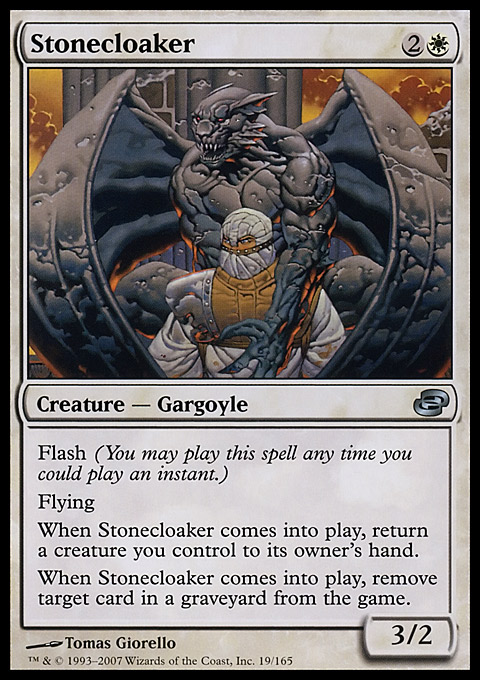 Stonecloaker 2
Creature — Gargoyle
Flash (You may play this spell any time you
could play an instant.)
Flying
When Stonecloaker comes into play, return
a creature you control to its owner's hand.
When Stonecloaker comes into play, remove
target card in a graveyard from the game.
Tomas Giorello
3/2
™ & © 1993–2007 Wizards of the Coast, Inc. 19/165